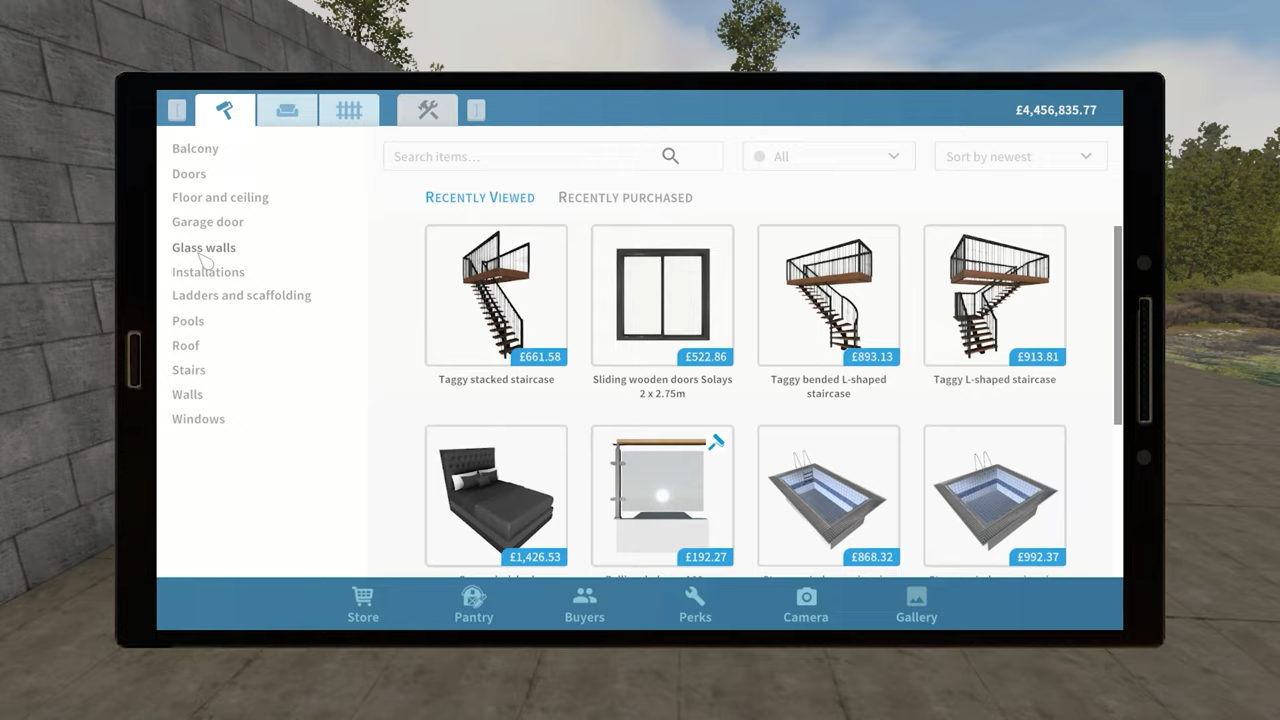 £4,456,835.77
Search items...
All
Sort by newest
Balcony
Doors
Floor and ceiling
Garage door
Glass walls
Installations
Ladders and scaffolding
Pools
Roof
Stairs
Walls
Windows
RECENTLY VIEWED
RECENTLY PURCHASED
£661.58
£522.86
£893.13
£913.81
Taggy stacked staircase
Sliding wooden doors Solays
2 x 2.75m
Taggy bended L-shaped
staircase
Taggy L-shaped staircase
£1,426.53
£192.27
£868.32
£992.37
Store
Pantry
Buyers
Perks
Camera
Gallery